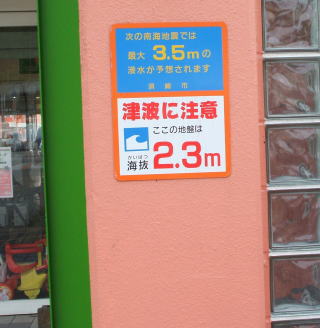 次の南海地震では
最大 3.5mの
浸水が予想されます
須崎市
津波に注意
ここの地盤は
かいばつ
海抜 2.3m